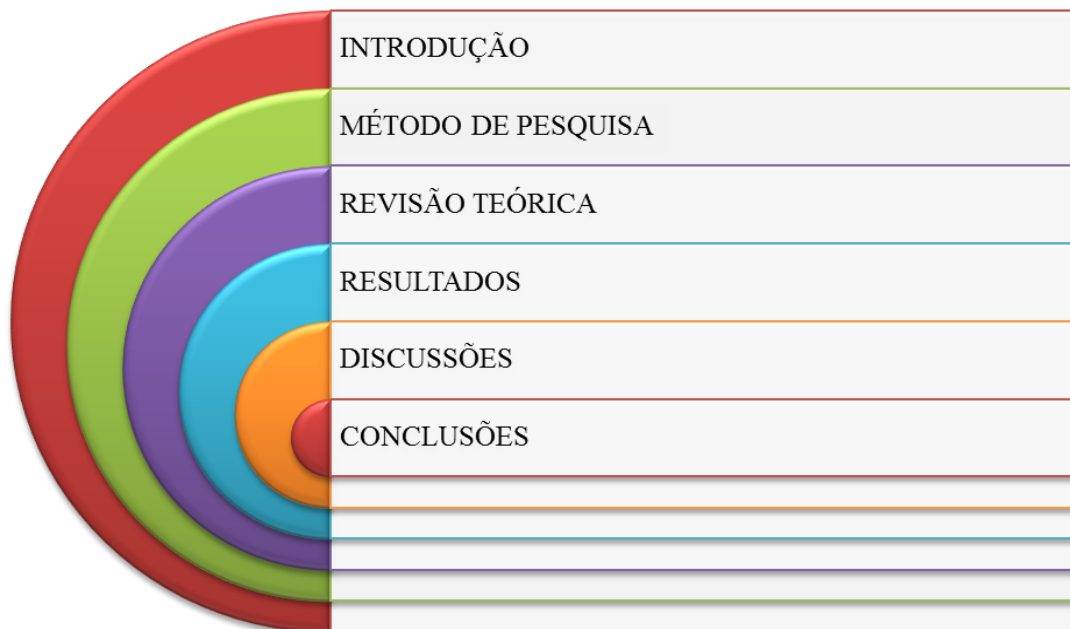 INTRODUÇÃO
MÉTODO DE PESQUISA
REVISÃO TEÓRICA
RESULTADOS
DISCUSSÕES
CONCLUSÕES